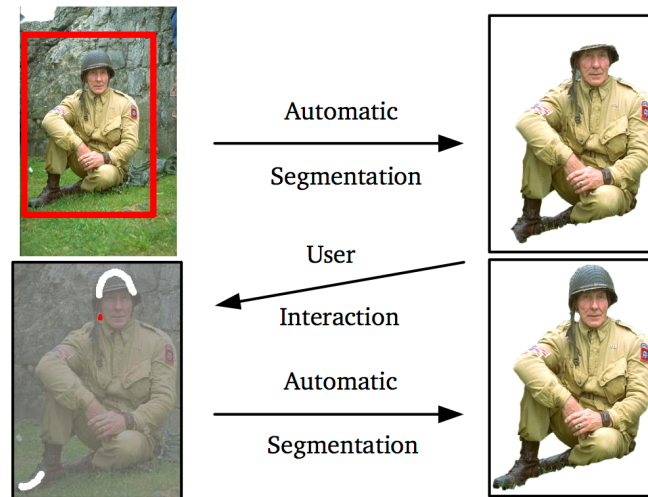 Automatic
Segmentation
User
Interaction
Automatic
Segmentation